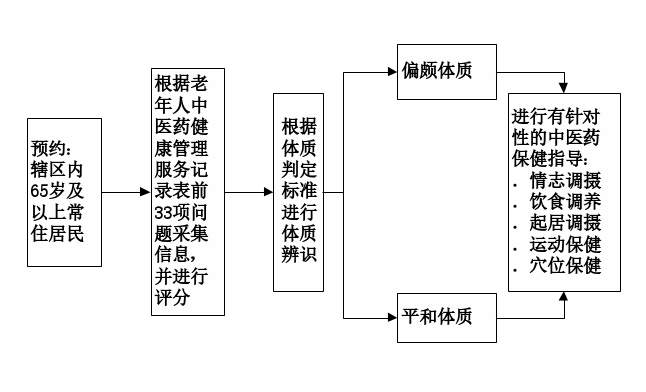 预约：
辖区内
65岁及
以上常
住居民
根据老
年人中
医药健
康管理
服务记
录表前
33项问
题采集
信息，
并进行
评分
根据
体质
判定
标准
进行
体质
辨识
偏颇体质
平和体质
进行有针对
性的中医药
保健指导：
．情志调摄
．饮食调养
．起居调摄
．运动保健
．穴位保健